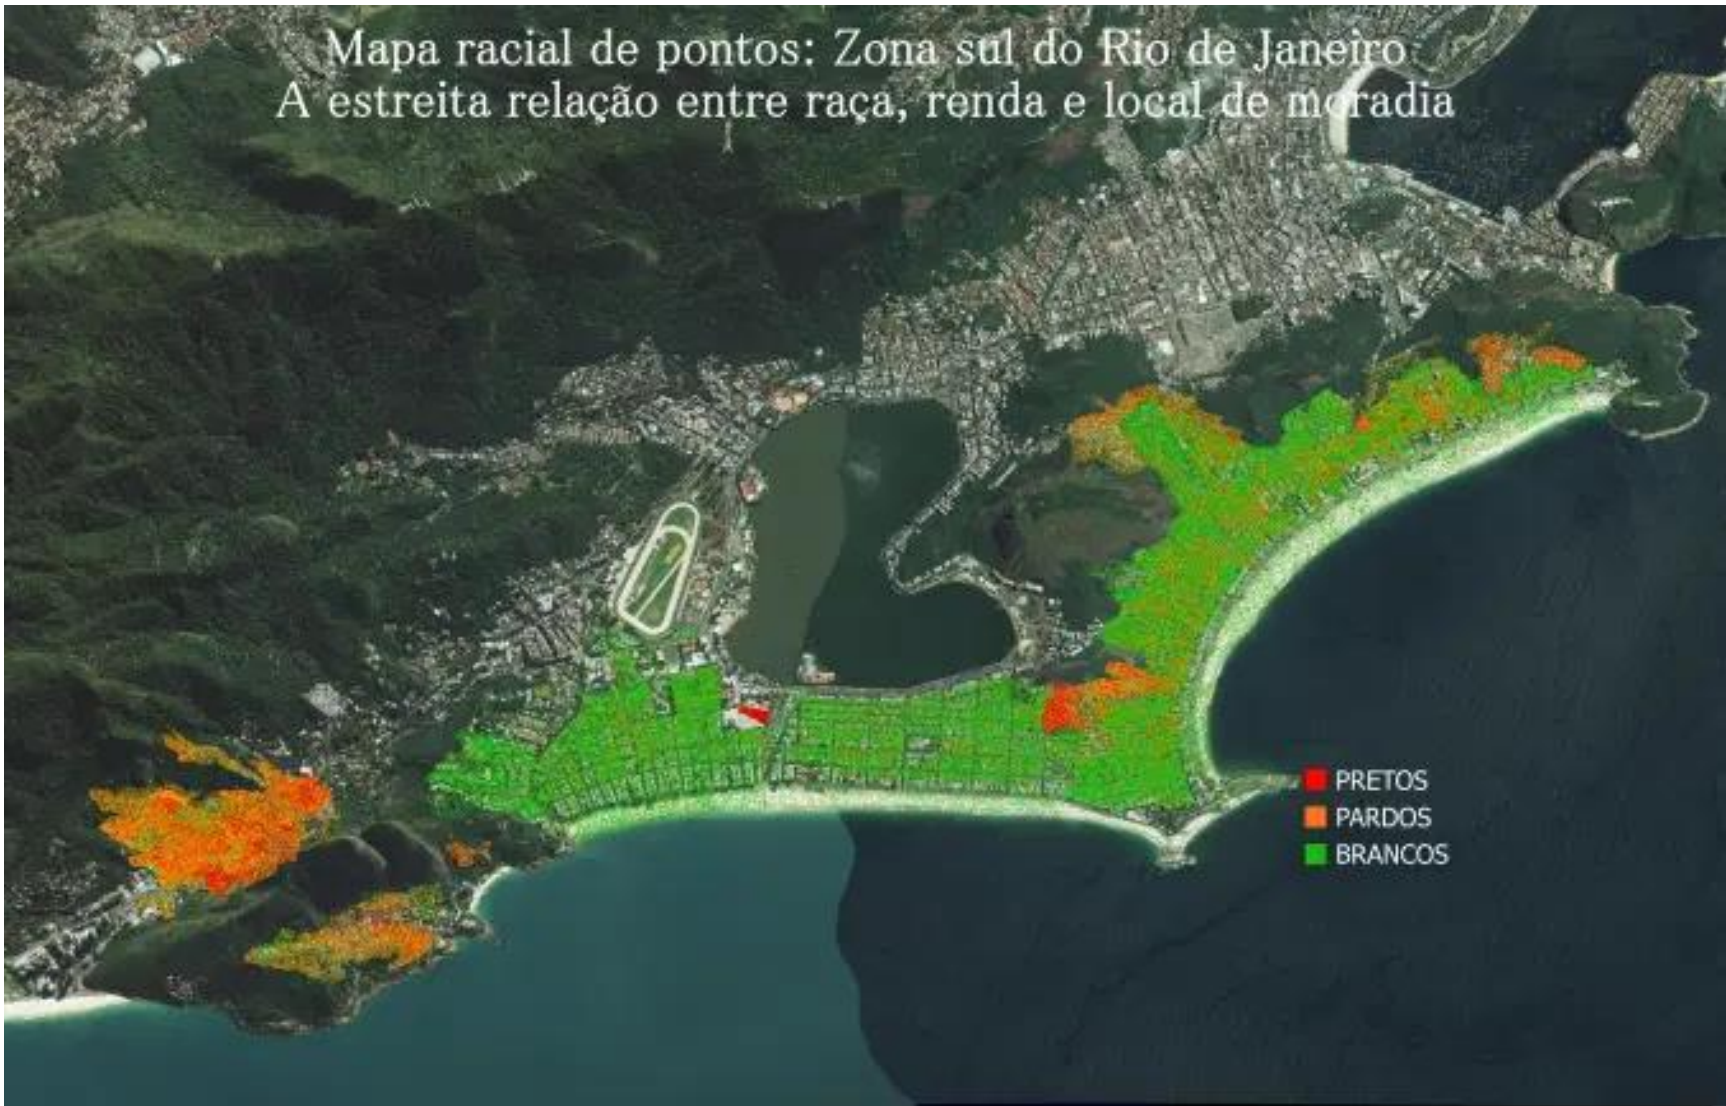 Mapa racial de pontos: Zona sul do Rio de Janeiro
A estreita relação entre raça, renda e local de moradia
PRETOS
PARDOS
BRANCOS